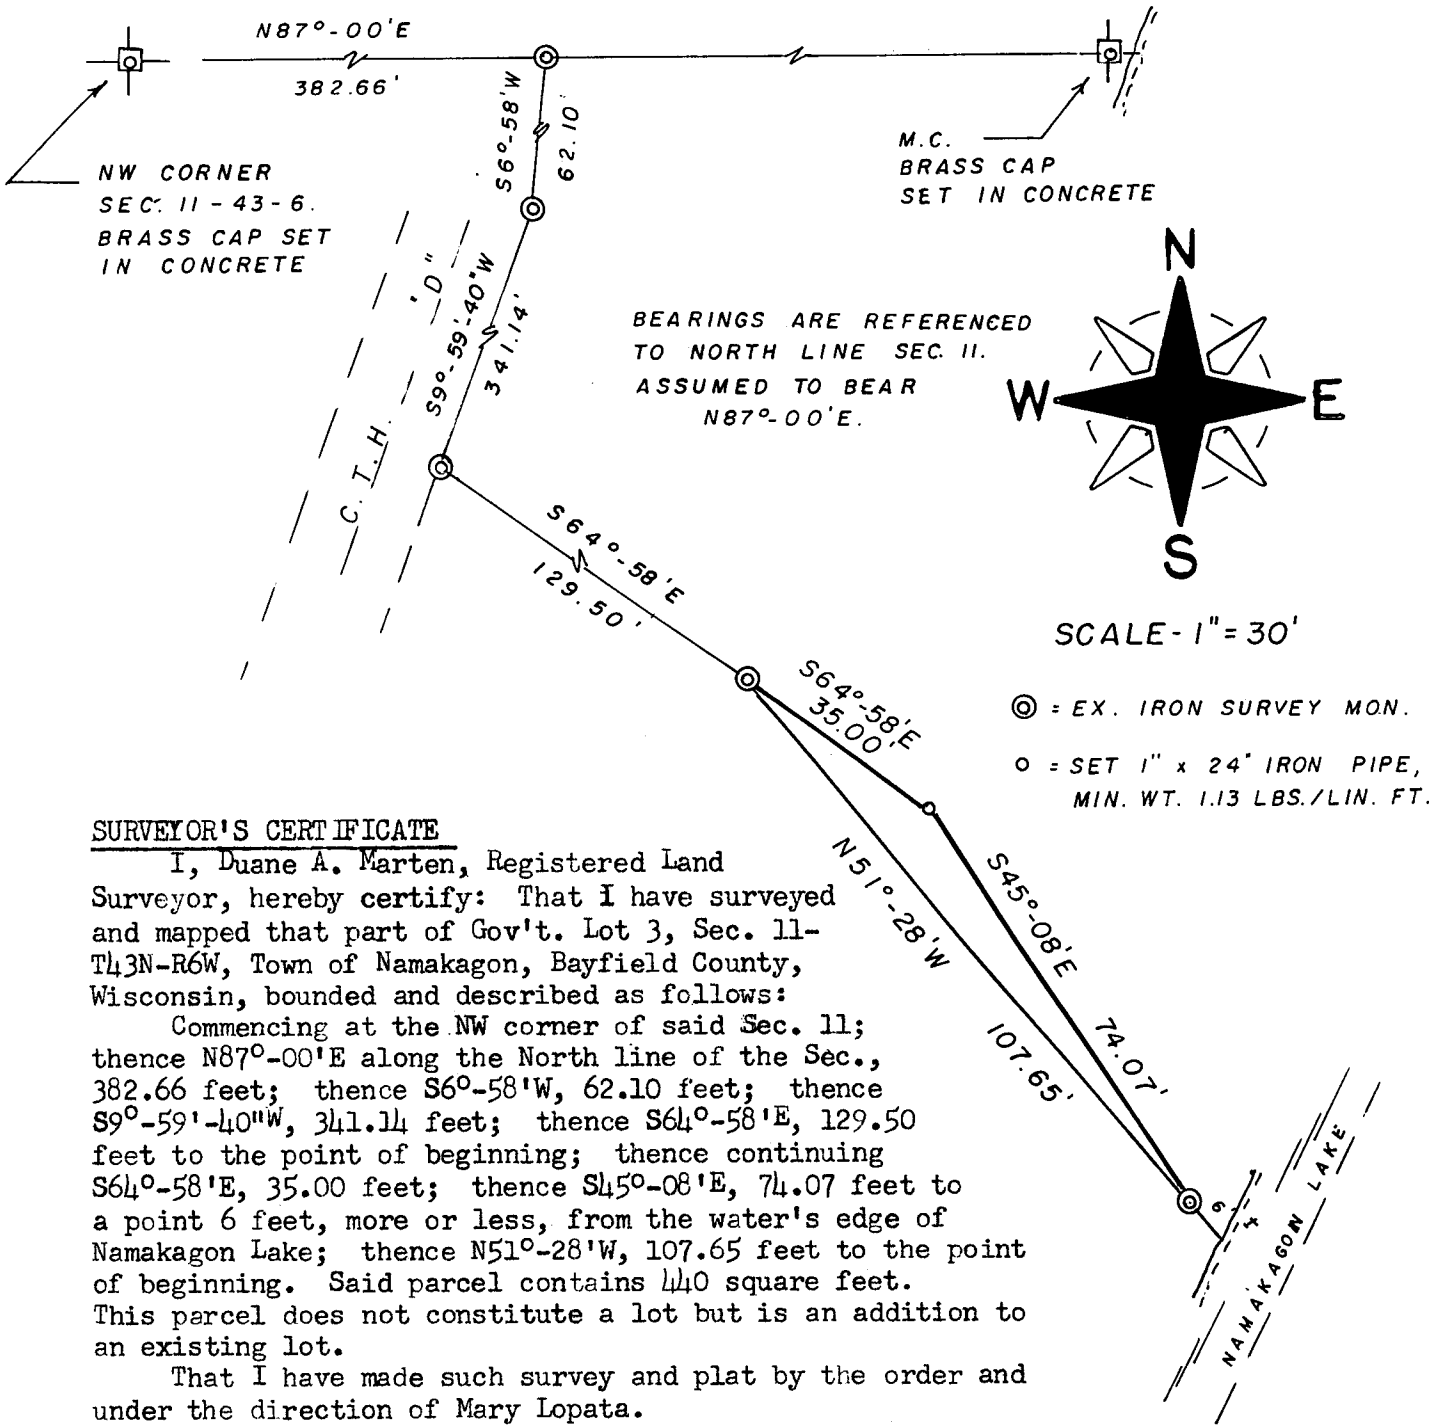 N87°-00'E
382.66'
S6°-58'W
62.10'
NW CORNER
SEC. 11-43-6.
BRASS CAP SET
IN CONCRETE
M.C.
BRASS CAP
SET IN CONCRETE
"D"
C.T.H.
S9°-59'-40"W
341.14'
BEARINGS ARE REFERENCED
TO NORTH LINE SEC. 11.
ASSUMED TO BEAR
N87°-00'E.
N
W
E
S
S64°-58'E
129.50'
SCALE- 1"=30'
S64°-58'E
35.00'
= EX. IRON SURVEY MON.
= SET 1" x 24" IRON PIPE,
MIN. WT. 1.13 LBS./LIN. FT.
N51°-28'W
107.65'
S45°-08'E
74.07'
6'±
NAMAKAGON LAKE
SURVEYOR'S CERTIFICATE
I, Duane A. Marten, Registered Land
Surveyor, hereby certify: That I have surveyed
and mapped that part of Gov't. Lot 3, Sec. 11-
T43N-R6W, Town of Namakagon, Bayfield County,
Wisconsin, bounded and described as follows:
Commencing at the NW corner of said Sec. 11;
thence N87°-00'E along the North line of the Sec.,
382.66 feet; thence S6°-58'W, 62.10 feet; thence
S9°-59'-40"W, 341.14 feet; thence S64°-58'E, 129.50
feet to the point of beginning; thence continuing
S64°-58'E, 35.00 feet; thence S45°-08'E, 74.07 feet to
a point 6 feet, more or less, from the water's edge of
Namakagon Lake; thence N51°-28'W, 107.65 feet to the point
of beginning. Said parcel contains 440 square feet.
This parcel does not constitute a lot but is an addition to
an existing lot.
That I have made such survey and plat by the order and
under the direction of Mary Lopata.